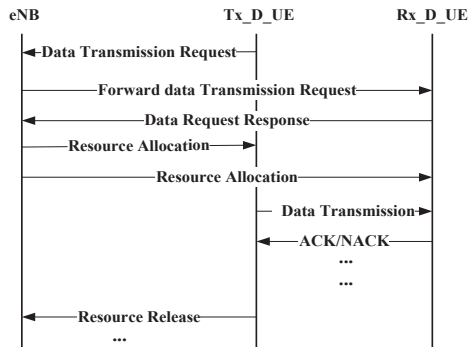 eNB Tx_D_UE Rx_D_UE
Data Transmission Request
Forward data Transmission Request
Data Request Response
Resource Allocation
Resource Allocation
Data Transmission
ACK/NACK
...
...
Resource Release
...